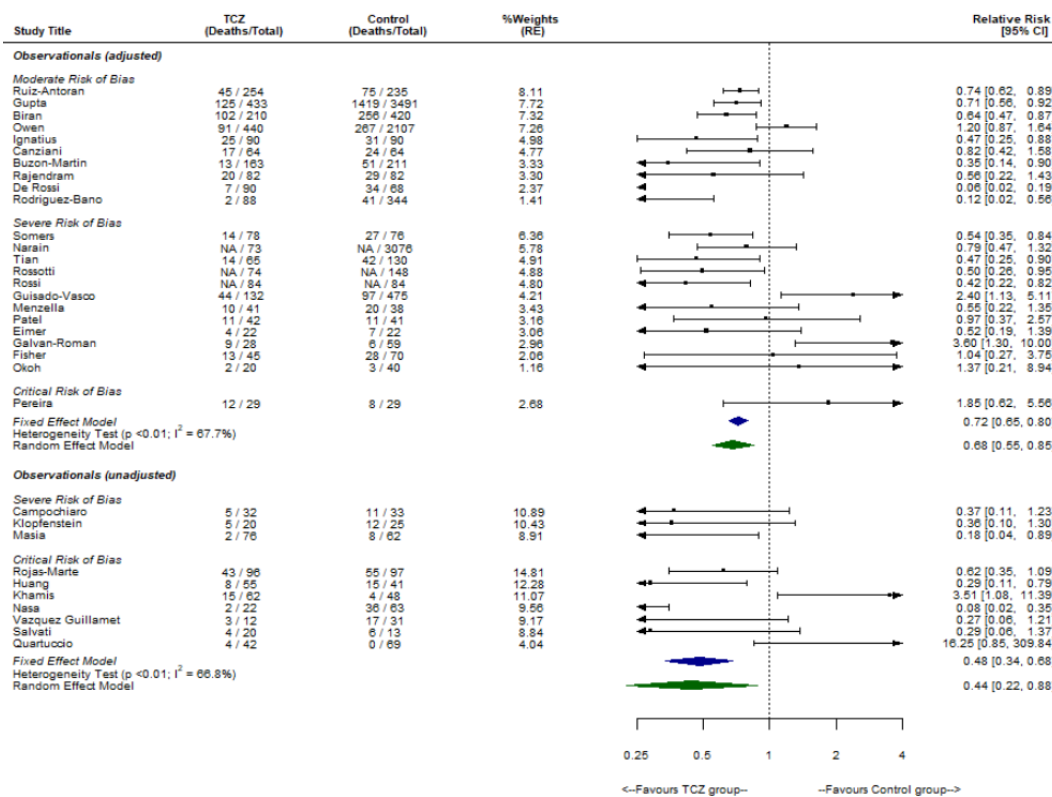 Study Title TCZ (Deaths/Total) Control (Deaths/Total) %Weights (RE) Relative Risk [95% CI]
Observationals (adjusted)
Moderate Risk of Bias
Ruiz-Antoran 45 / 254 75 / 235 8.11 0.74 [0.62, 0.89
Gupta 125 / 433 1419 / 3491 7.72 0.71 [0.56, 0.92
Biran 102 / 210 256 / 420 7.32 0.64 [0.47, 0.87
Owen 91 / 440 267 / 2107 7.26 1.20 [0.87, 1.64
Ignatius 25 / 90 31 / 90 4.98 0.47 [0.25, 0.88
Canziani 17 / 64 24 / 64 4.77 0.82 [0.42, 1.58
Buzon-Martin 13 / 163 51 / 211 3.33 0.35 [0.14, 0.90
Rajendram 20 / 82 29 / 82 3.30 0.56 [0.22, 1.43
De Rossi 7 / 90 34 / 68 2.37 0.06 [0.02, 0.19
Rodriguez-Bano 2 / 88 41 / 344 1.41 0.12 [0.02, 0.56
Severe Risk of Bias
Somers 14 / 78 27 / 76 6.36 0.54 [0.35, 0.84
Narain NA / 73 NA / 3076 5.78 0.79 [0.47, 1.32
Tian 14 / 65 42 / 130 4.91 0.47 [0.25, 0.90
Rossotti NA / 74 NA / 148 4.88 0.50 [0.26, 0.95
Rossi NA / 84 NA / 84 4.80 0.42 [0.22, 0.82
Guisado-Vasco 44 / 132 97 / 475 4.21 2.40 [1.13, 5.11
Menzella 10 / 41 20 / 38 3.43 0.55 [0.22, 1.35
Patel 11 / 42 11 / 41 3.16 0.97 [0.37, 2.57
Eimer 4 / 22 7 / 22 3.06 0.52 [0.19, 1.39
Galvan-Roman 9 / 28 6 / 59 2.96 3.60 [1.30, 10.00
Fisher 13 / 45 28 / 70 2.06 1.04 [0.27, 3.75
Okoh 2 / 20 3 / 40 1.16 1.37 [0.21, 8.94
Critical Risk of Bias
Pereira 12 / 29 8 / 29 2.68 1.85 [0.62, 5.56
Fixed Effect Model 0.72 [0.65, 0.80
Heterogeneity Test (p <0.01; I² = 67.7%)
Random Effect Model 0.68 [0.55, 0.85
Observationals (unadjusted)
Severe Risk of Bias
Campochiaro 5 / 32 11 / 33 10.89 0.37 [0.11, 1.23
Klopfenstein 5 / 20 12 / 25 10.43 0.36 [0.10, 1.30
Masia 2 / 76 8 / 62 8.91 0.18 [0.04, 0.89
Critical Risk of Bias
Rojas-Marte 43 / 96 55 / 97 14.81 0.62 [0.35, 1.09
Huang 8 / 55 15 / 41 12.28 0.29 [0.11, 0.79
Khamis 15 / 62 4 / 48 11.07 3.51 [1.08, 11.39
Nasa 2 / 22 36 / 63 9.56 0.08 [0.02, 0.35
Vazquez Guillamet 3 / 12 17 / 31 9.17 0.27 [0.06, 1.21
Salvati 4 / 20 6 / 13 8.84 0.29 [0.06, 1.37
Quartuccio 4 / 42 0 / 69 4.04 16.25 [0.85, 309.84
Fixed Effect Model 0.48 [0.34, 0.68
Heterogeneity Test (p <0.01; I² = 66.8%)
Random Effect Model 0.44 [0.22, 0.88
0.25 0.5 1 2 4
<--Favours TCZ group-- --Favours Control group-->